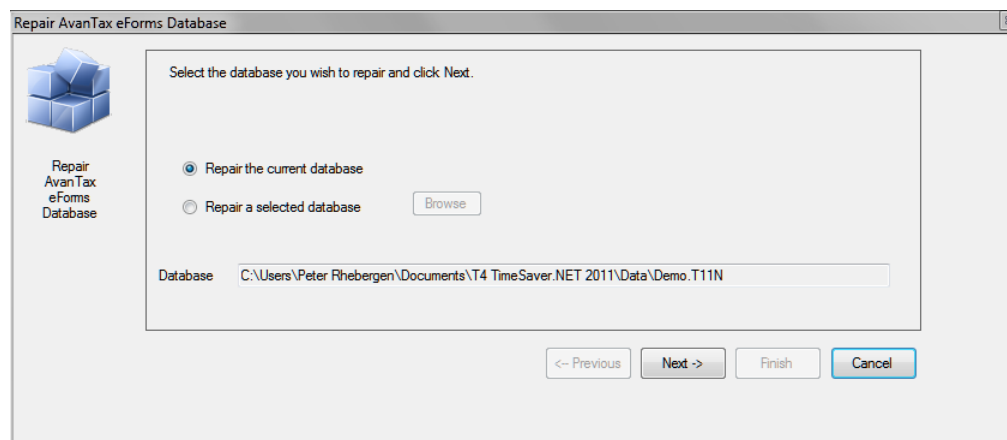 Repair AvanTax eForms Database
Select the database you wish to repair and click Next.
Repair
AvanTax
eForms
Database
Repair the current database
Repair a selected database
Browse
Database
C:\Users\Peter Rhebergen\Documents\T4 TimeSaver.NET 2011\Data\Demo.T11N
<-- Previous
Next ->
Finish
Cancel